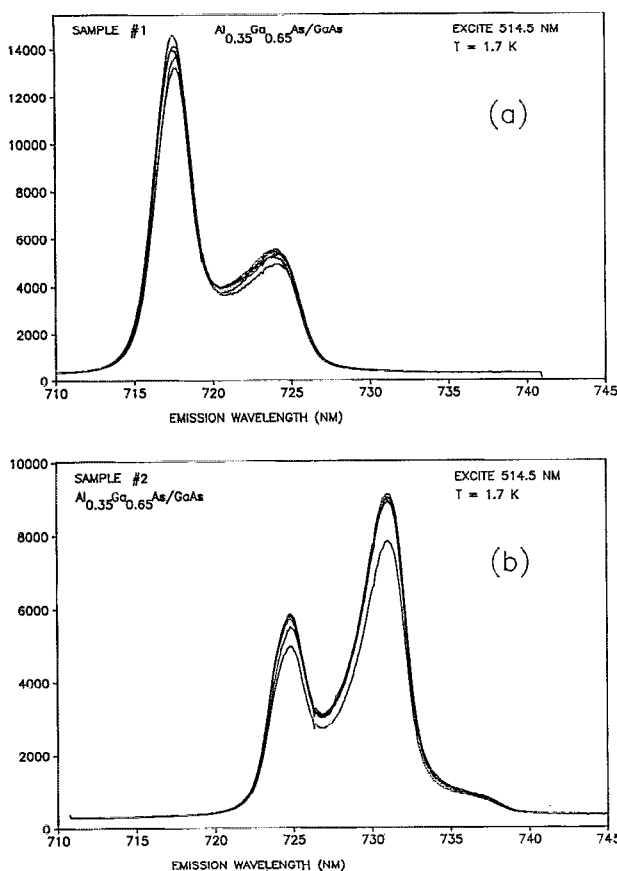 SAMPLE #1 Al0.35Ga0.65As/GaAs EXCITE 514.5 NM
T = 1.7 K
(a)
14000
12000
10000
8000
6000
4000
2000
0
710 715 720 725 730 735 740 745
EMISSION WAVELENGTH (NM)
10000
SAMPLE #2 EXCITE 514.5 NM
Al0.35Ga0.65As/GaAs T = 1.7 K
(b)
8000
6000
4000
2000
0
710 715 720 725 730 735 740 745
EMISSION WAVELENGTH (NM)